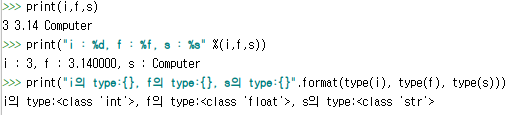 >>> print(i,f,s)
3 3.14 Computer
>>> print("i : %d, f : %f, s : %s" %(i,f,s))
i : 3, f : 3.140000, s : Computer
>>> print("i의 type:{}, f의 type:{}, s의 type:{}".format(type(i), type(f), type(s)))
i의 type:<class 'int'>, f의 type:<class 'float'>, s의 type:<class 'str'>